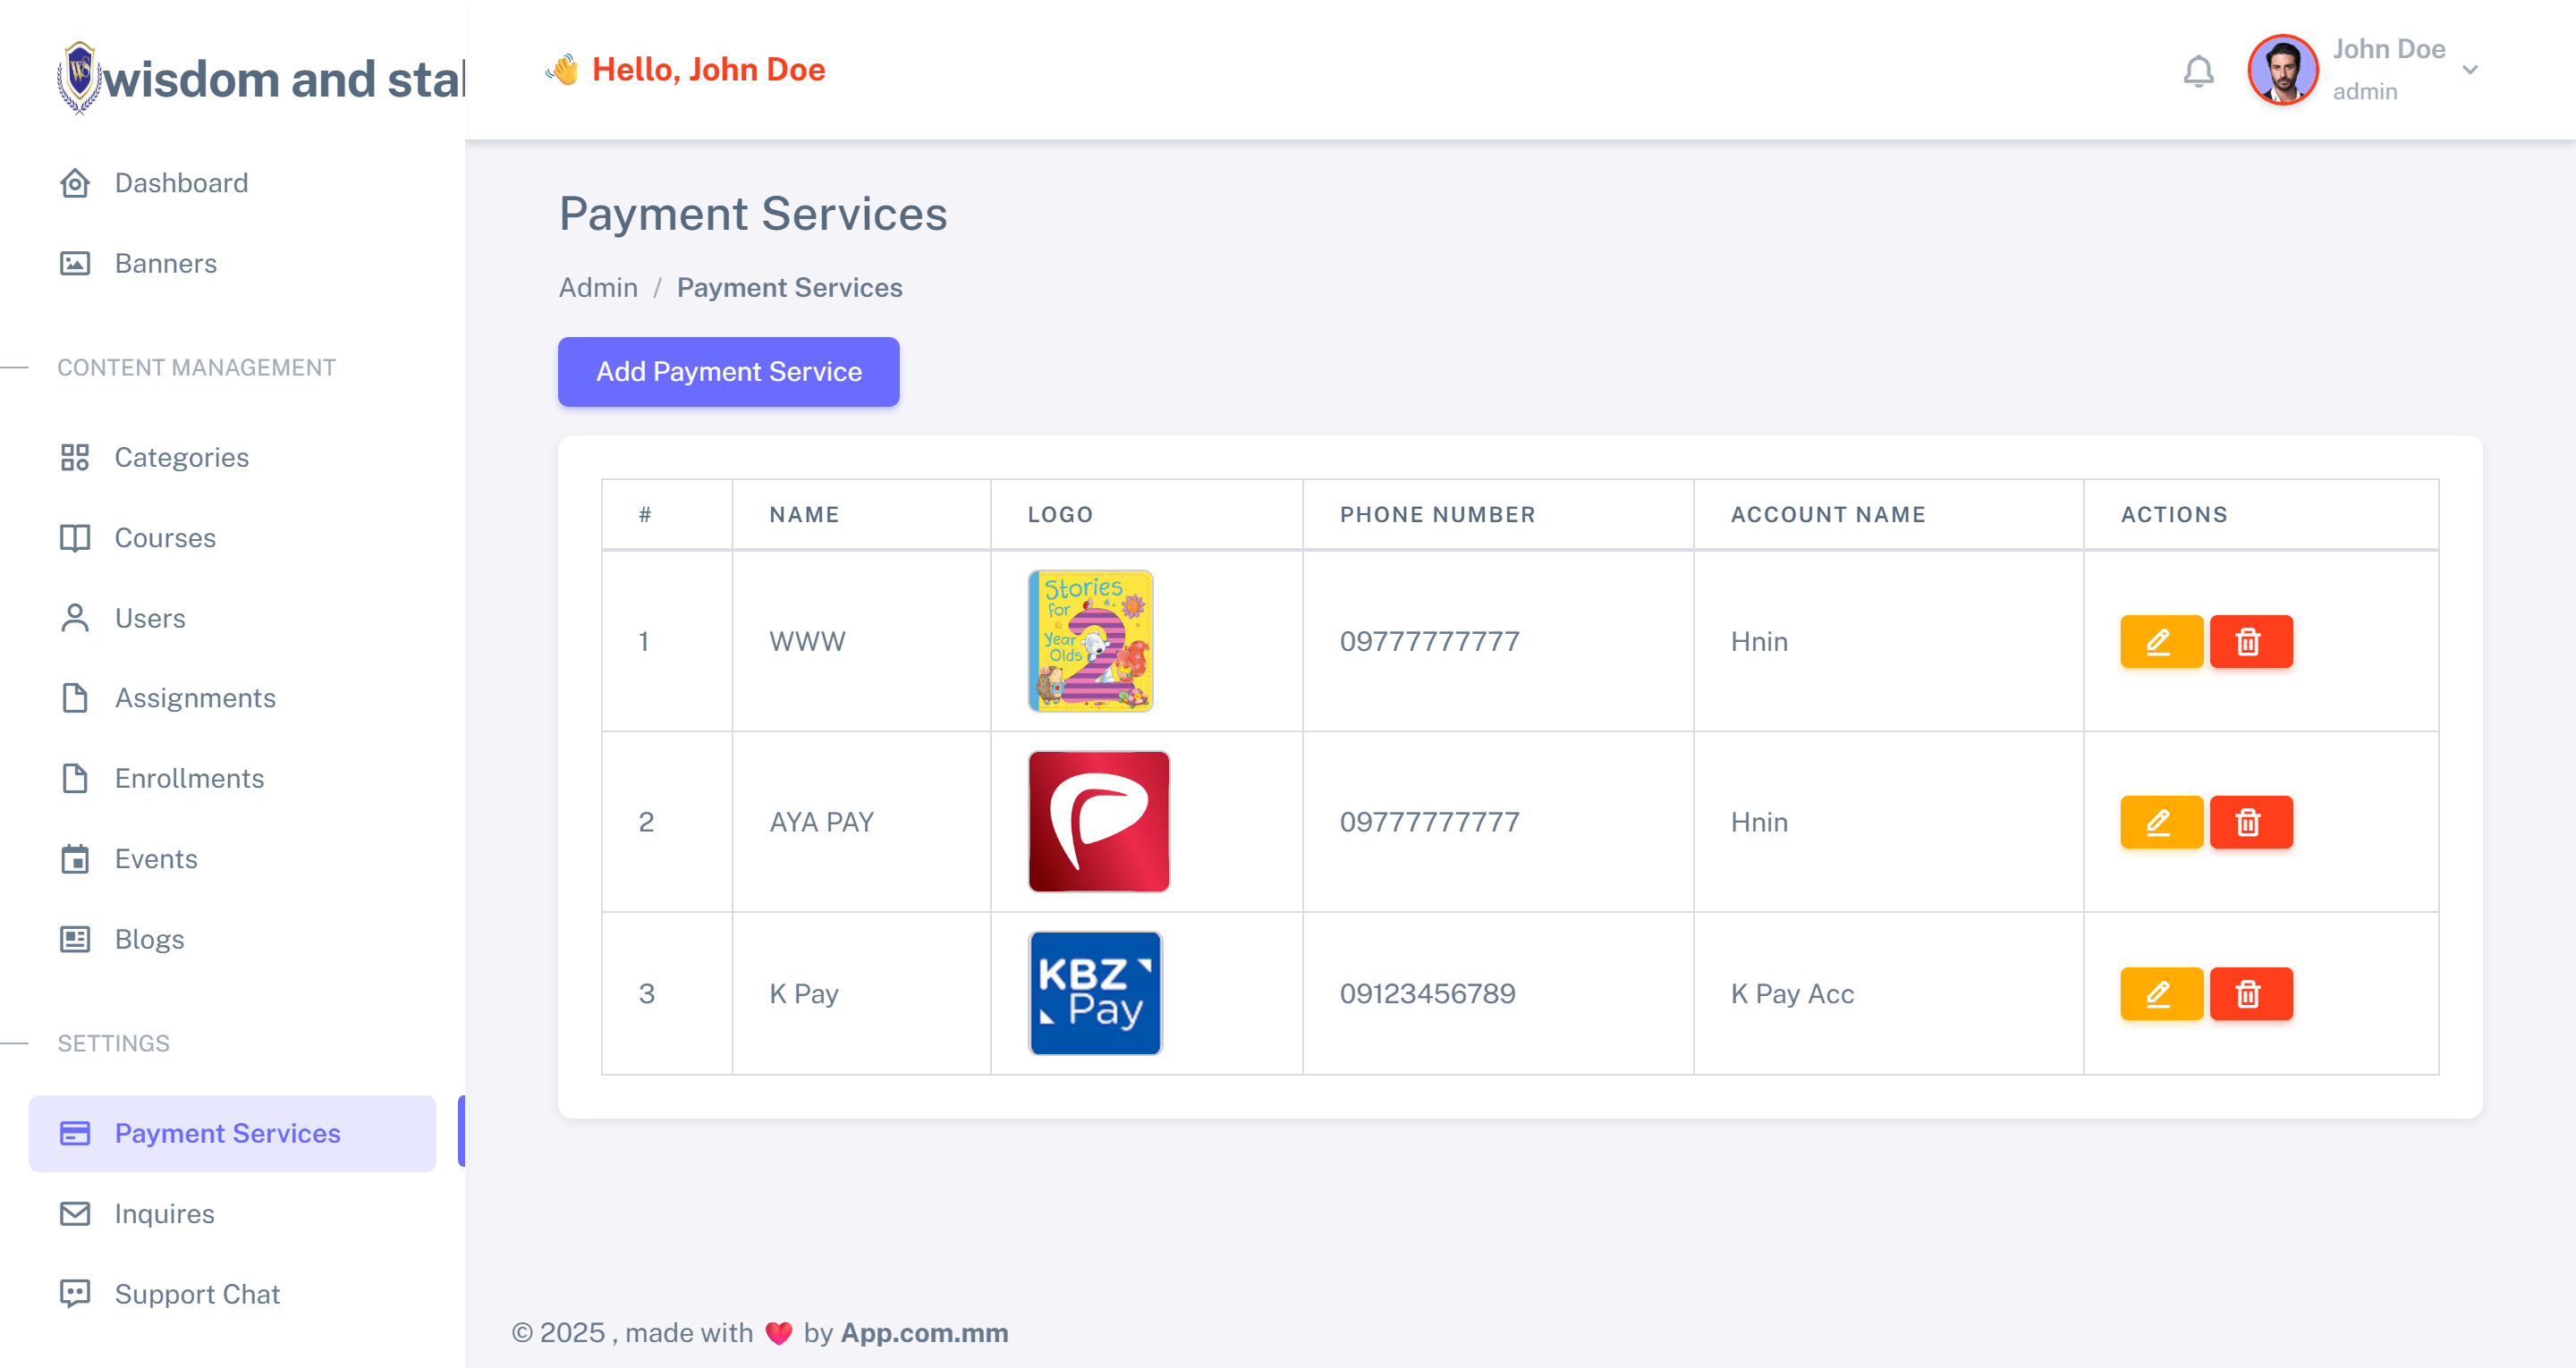 wisdom and sta
Hello, John Doe
John Doe
admin
Dashboard
Banners
CONTENT MANAGEMENT
Categories
Courses
Users
Assignments
Enrollments
Events
Blogs
SETTINGS
Payment Services
Inquires
Support Chat
Payment Services
Admin / Payment Services
Add Payment Service
# NAME LOGO PHONE NUMBER ACCOUNT NAME ACTIONS
1 WWW 09777777777 Hnin
Stories
for
2
Year
Olds
2 AYA PAY 09777777777 Hnin
3 K Pay 09123456789 K Pay Acc
KBZ
Pay
© 2025 , made with ❤️ by App.com.mm